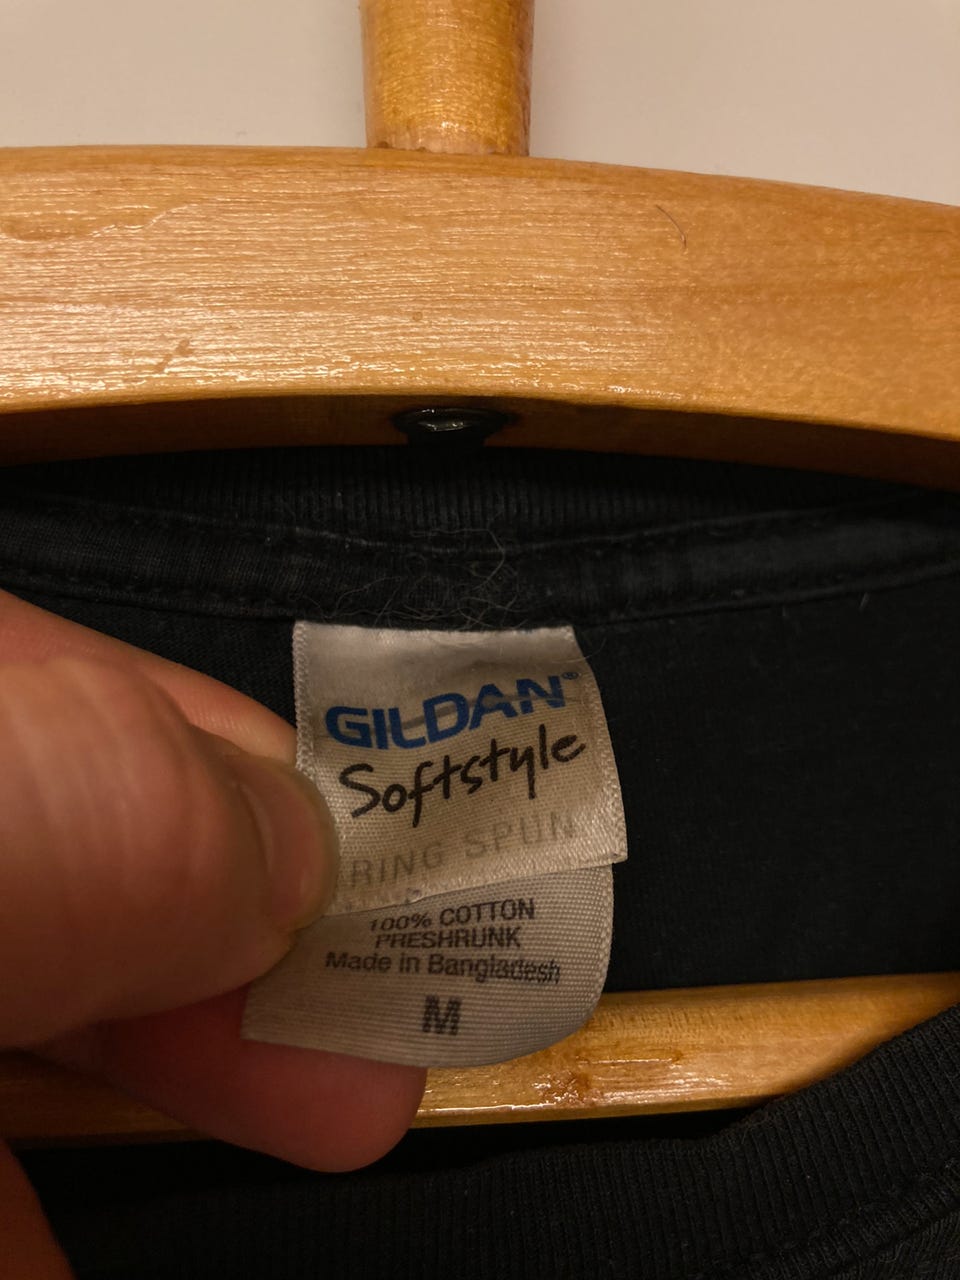 GILDAN®
Softstyle
RING SPUN
100% COTTON
PRESHRUNK
Made in Bangladesh
M